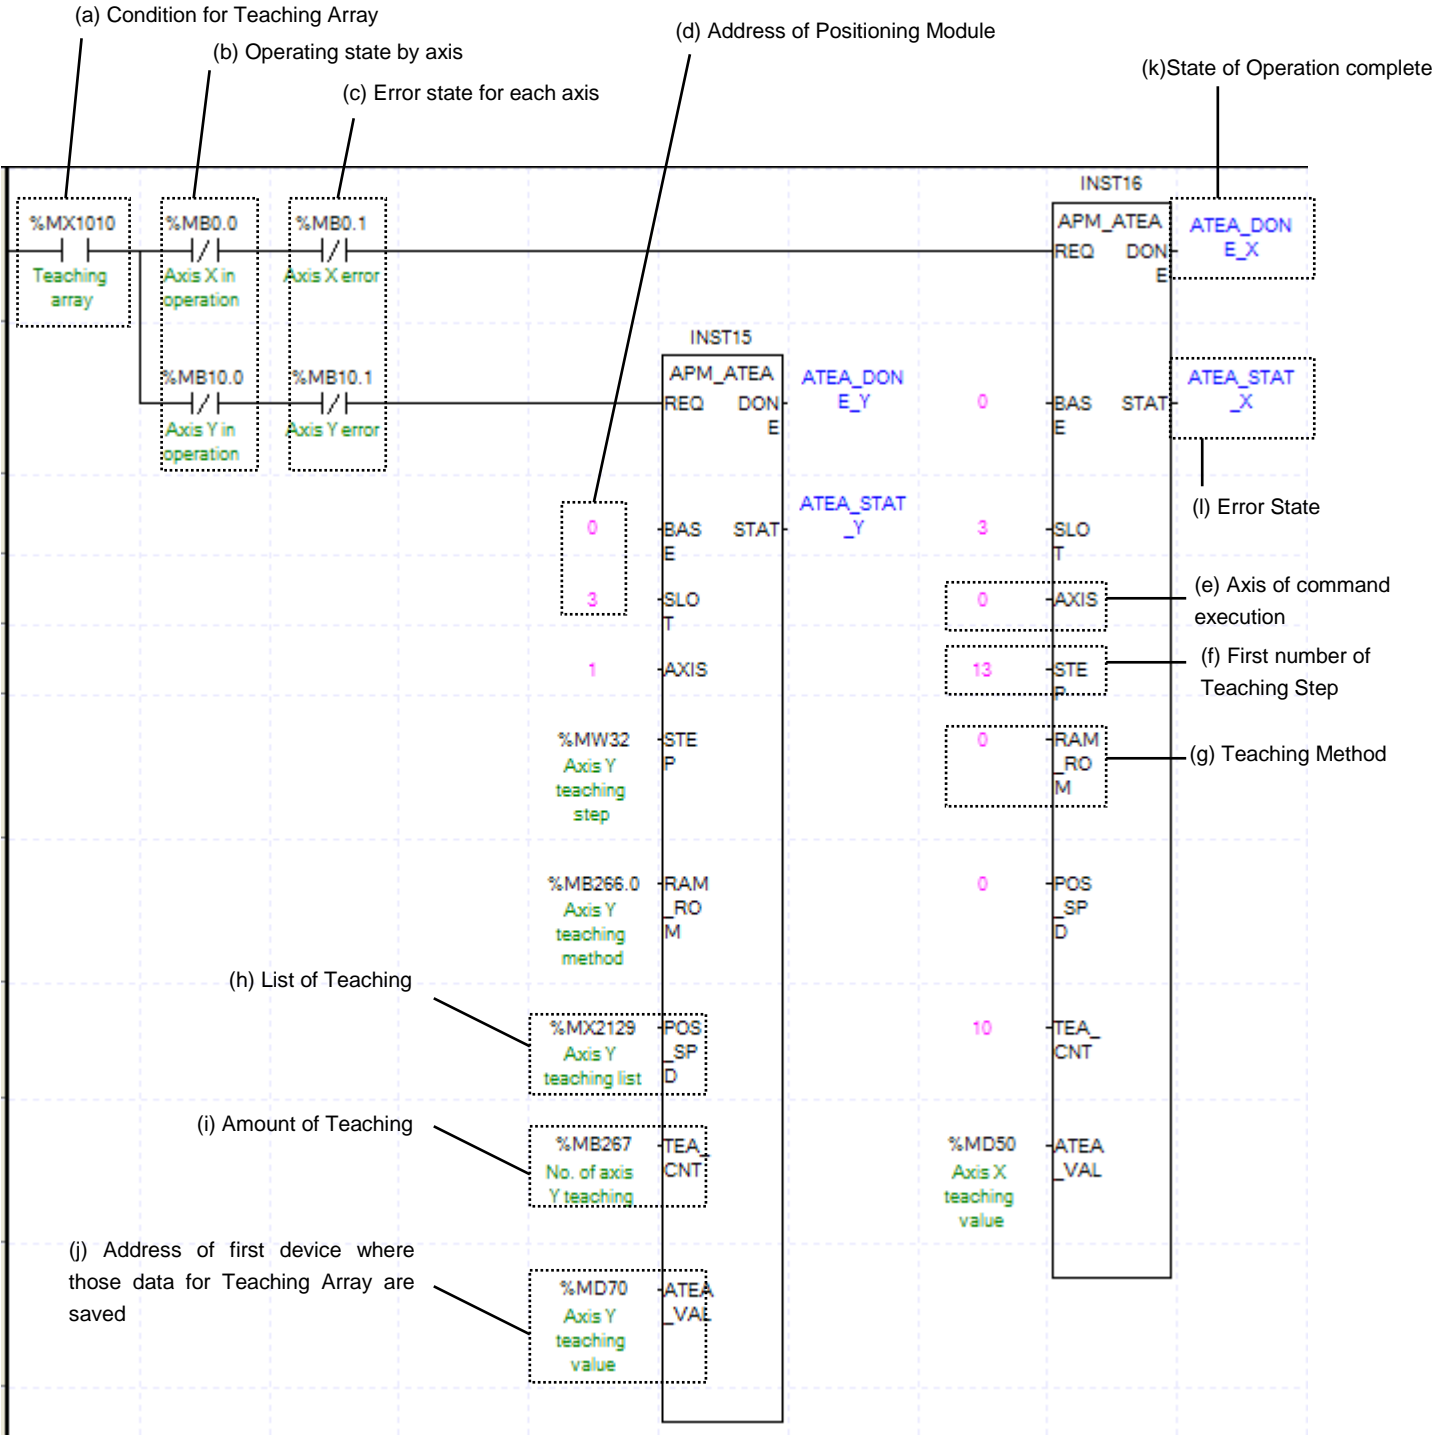 (a) Condition for Teaching Array
(b) Operating state by axis
(c) Error state for each axis
(d) Address of Positioning Module
(k)State of Operation complete
%MX1010
Teaching
array
%MB0.0
Axis X in
operation
%MB0.1
Axis X error
%MB10.0
Axis Y in
operation
%MB10.1
Axis Y error
INST16
APM_ATEA
REQ DON
E
ATEA_DON
E_X
0
BAS STAT
E
ATEA_STAT
_X
(l) Error State
3
SLO
T
0
AXIS
(e) Axis of command
execution
13
STE
P
(f) First number of
Teaching Step
0
RAM
_RO
M
(g) Teaching Method
0
POS
_SP
D
10
TEA_
CNT
%MD50
Axis X
teaching
value
ATEA
_VAL
INST15
APM_ATEA
REQ DON
E
ATEA_DON
E_Y
0
BAS STAT
E
ATEA_STAT
_Y
3
SLO
T
1
AXIS
%MW32
Axis Y
teaching
step
STE
P
%MB266.0
Axis Y
teaching
method
RAM
_RO
M
(h) List of Teaching
%MX2129
Axis Y
teaching list
POS
_SP
D
(i) Amount of Teaching
%MB267
No. of axis
Y teaching
TEA_
CNT
(j) Address of first device where
those data for Teaching Array are
saved
%MD70
Axis Y
teaching
value
ATEA
_VAL